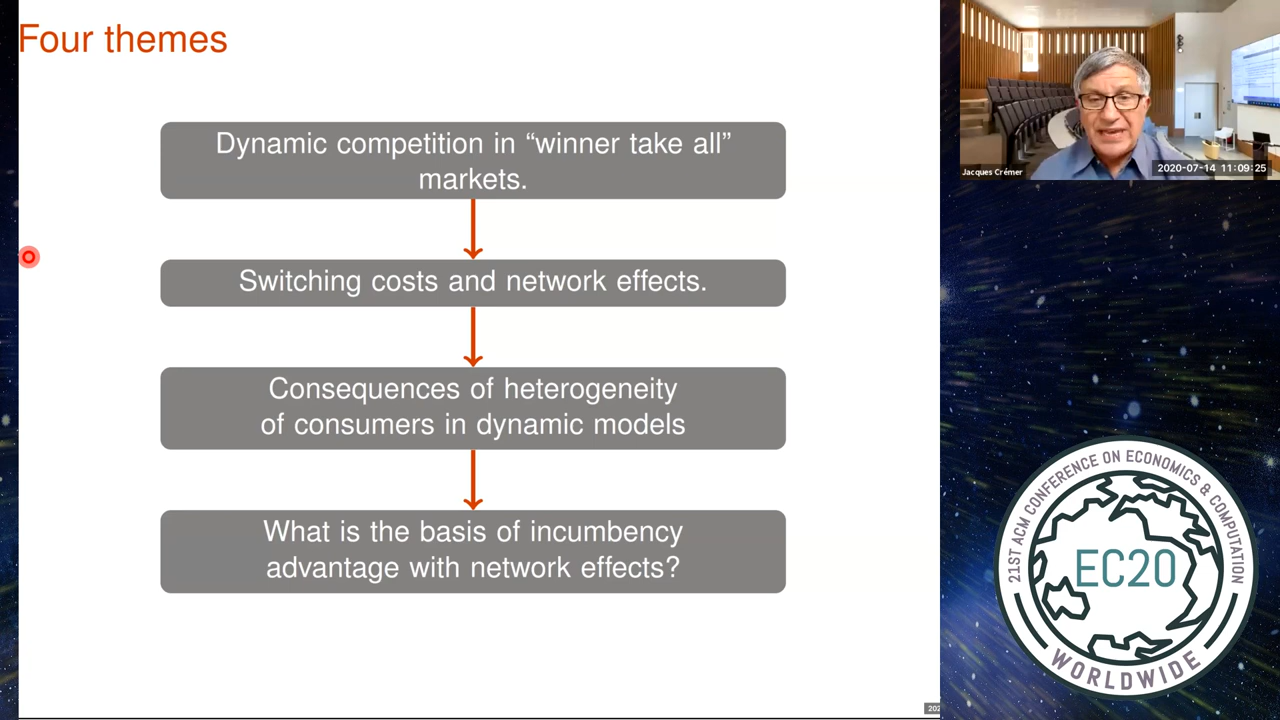 Four themes
Dynamic competition in “winner take all”
markets.
Switching costs and network effects.
Consequences of heterogeneity
of consumers in dynamic models
What is the basis of incumbency
advantage with network effects?
Jacques Crémer
2020-07-14 11:09:25
21ST ACM CONFERENCE ON ECONOMICS & COMPUTATION
EC20
WORLDWIDE